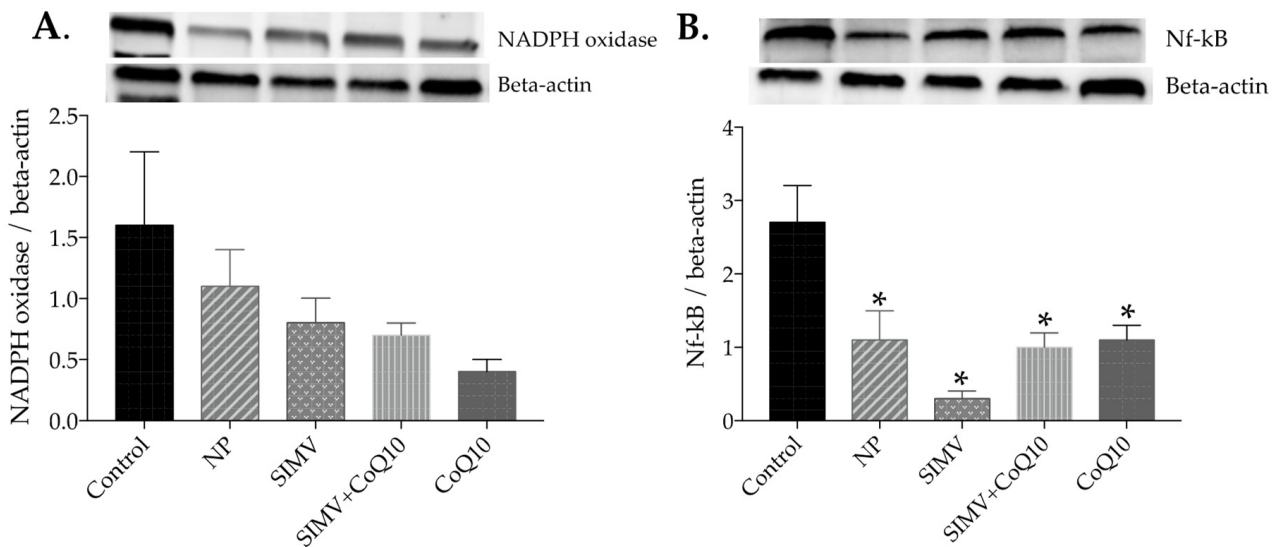 A.
NADPH oxidase
Beta-actin
NADPH oxidase / beta-actin
2.5
2.0
1.5
1.0
0.5
0.0
Control
NP
SIMV
SIMV+CoQ10
CoQ10
B.
Nf-kB
Beta-actin
Nf-kB / beta-actin
4
3
2
1
0
*
*
*
*
Control
NP
SIMV
SIMV+CoQ10
CoQ10